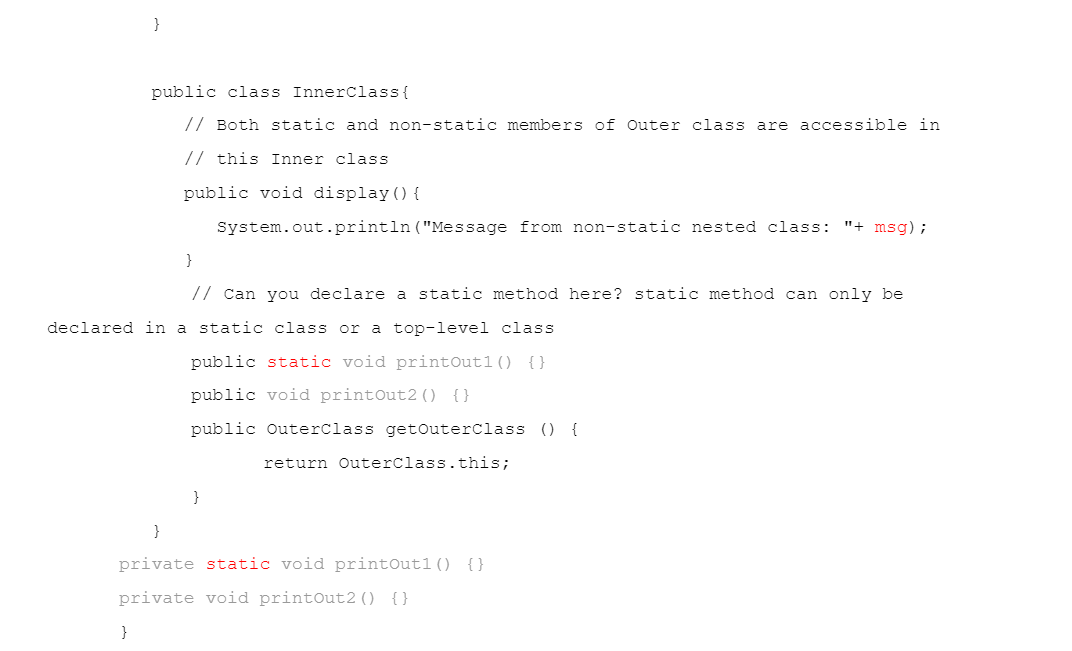 }
public class InnerClass{
// Both static and non-static members of Outer class are accessible in
// this Inner class
public void display(){
System.out.println("Message from non-static nested class: "+ msg);
}
// Can you declare a static method here? static method can only be
declared in a static class or a top-level class
public static void printOut1() {}
public void printOut2() {}
public OuterClass getOuterClass () {
return OuterClass.this;
}
}
private static void printOut1() {}
private void printOut2() {}
}